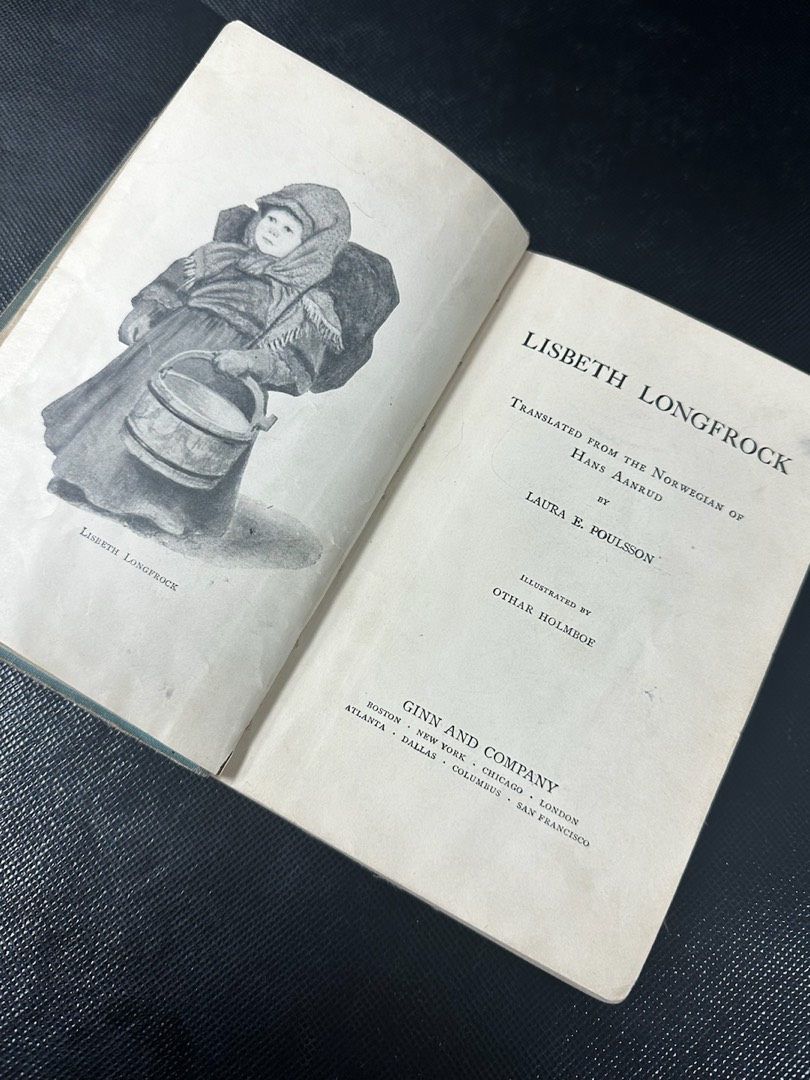 Lisbeth Longfrock
LISBETH LONGFROCK
Translated from the Norwegian of
Hans Aanrud
BY
LAURA E. POULSSON
ILLUSTRATED BY
OTHAR HOLMBOE
GINN AND COMPANY
BOSTON · NEW YORK · CHICAGO · LONDON
ATLANTA · DALLAS · COLUMBUS · SAN FRANCISCO